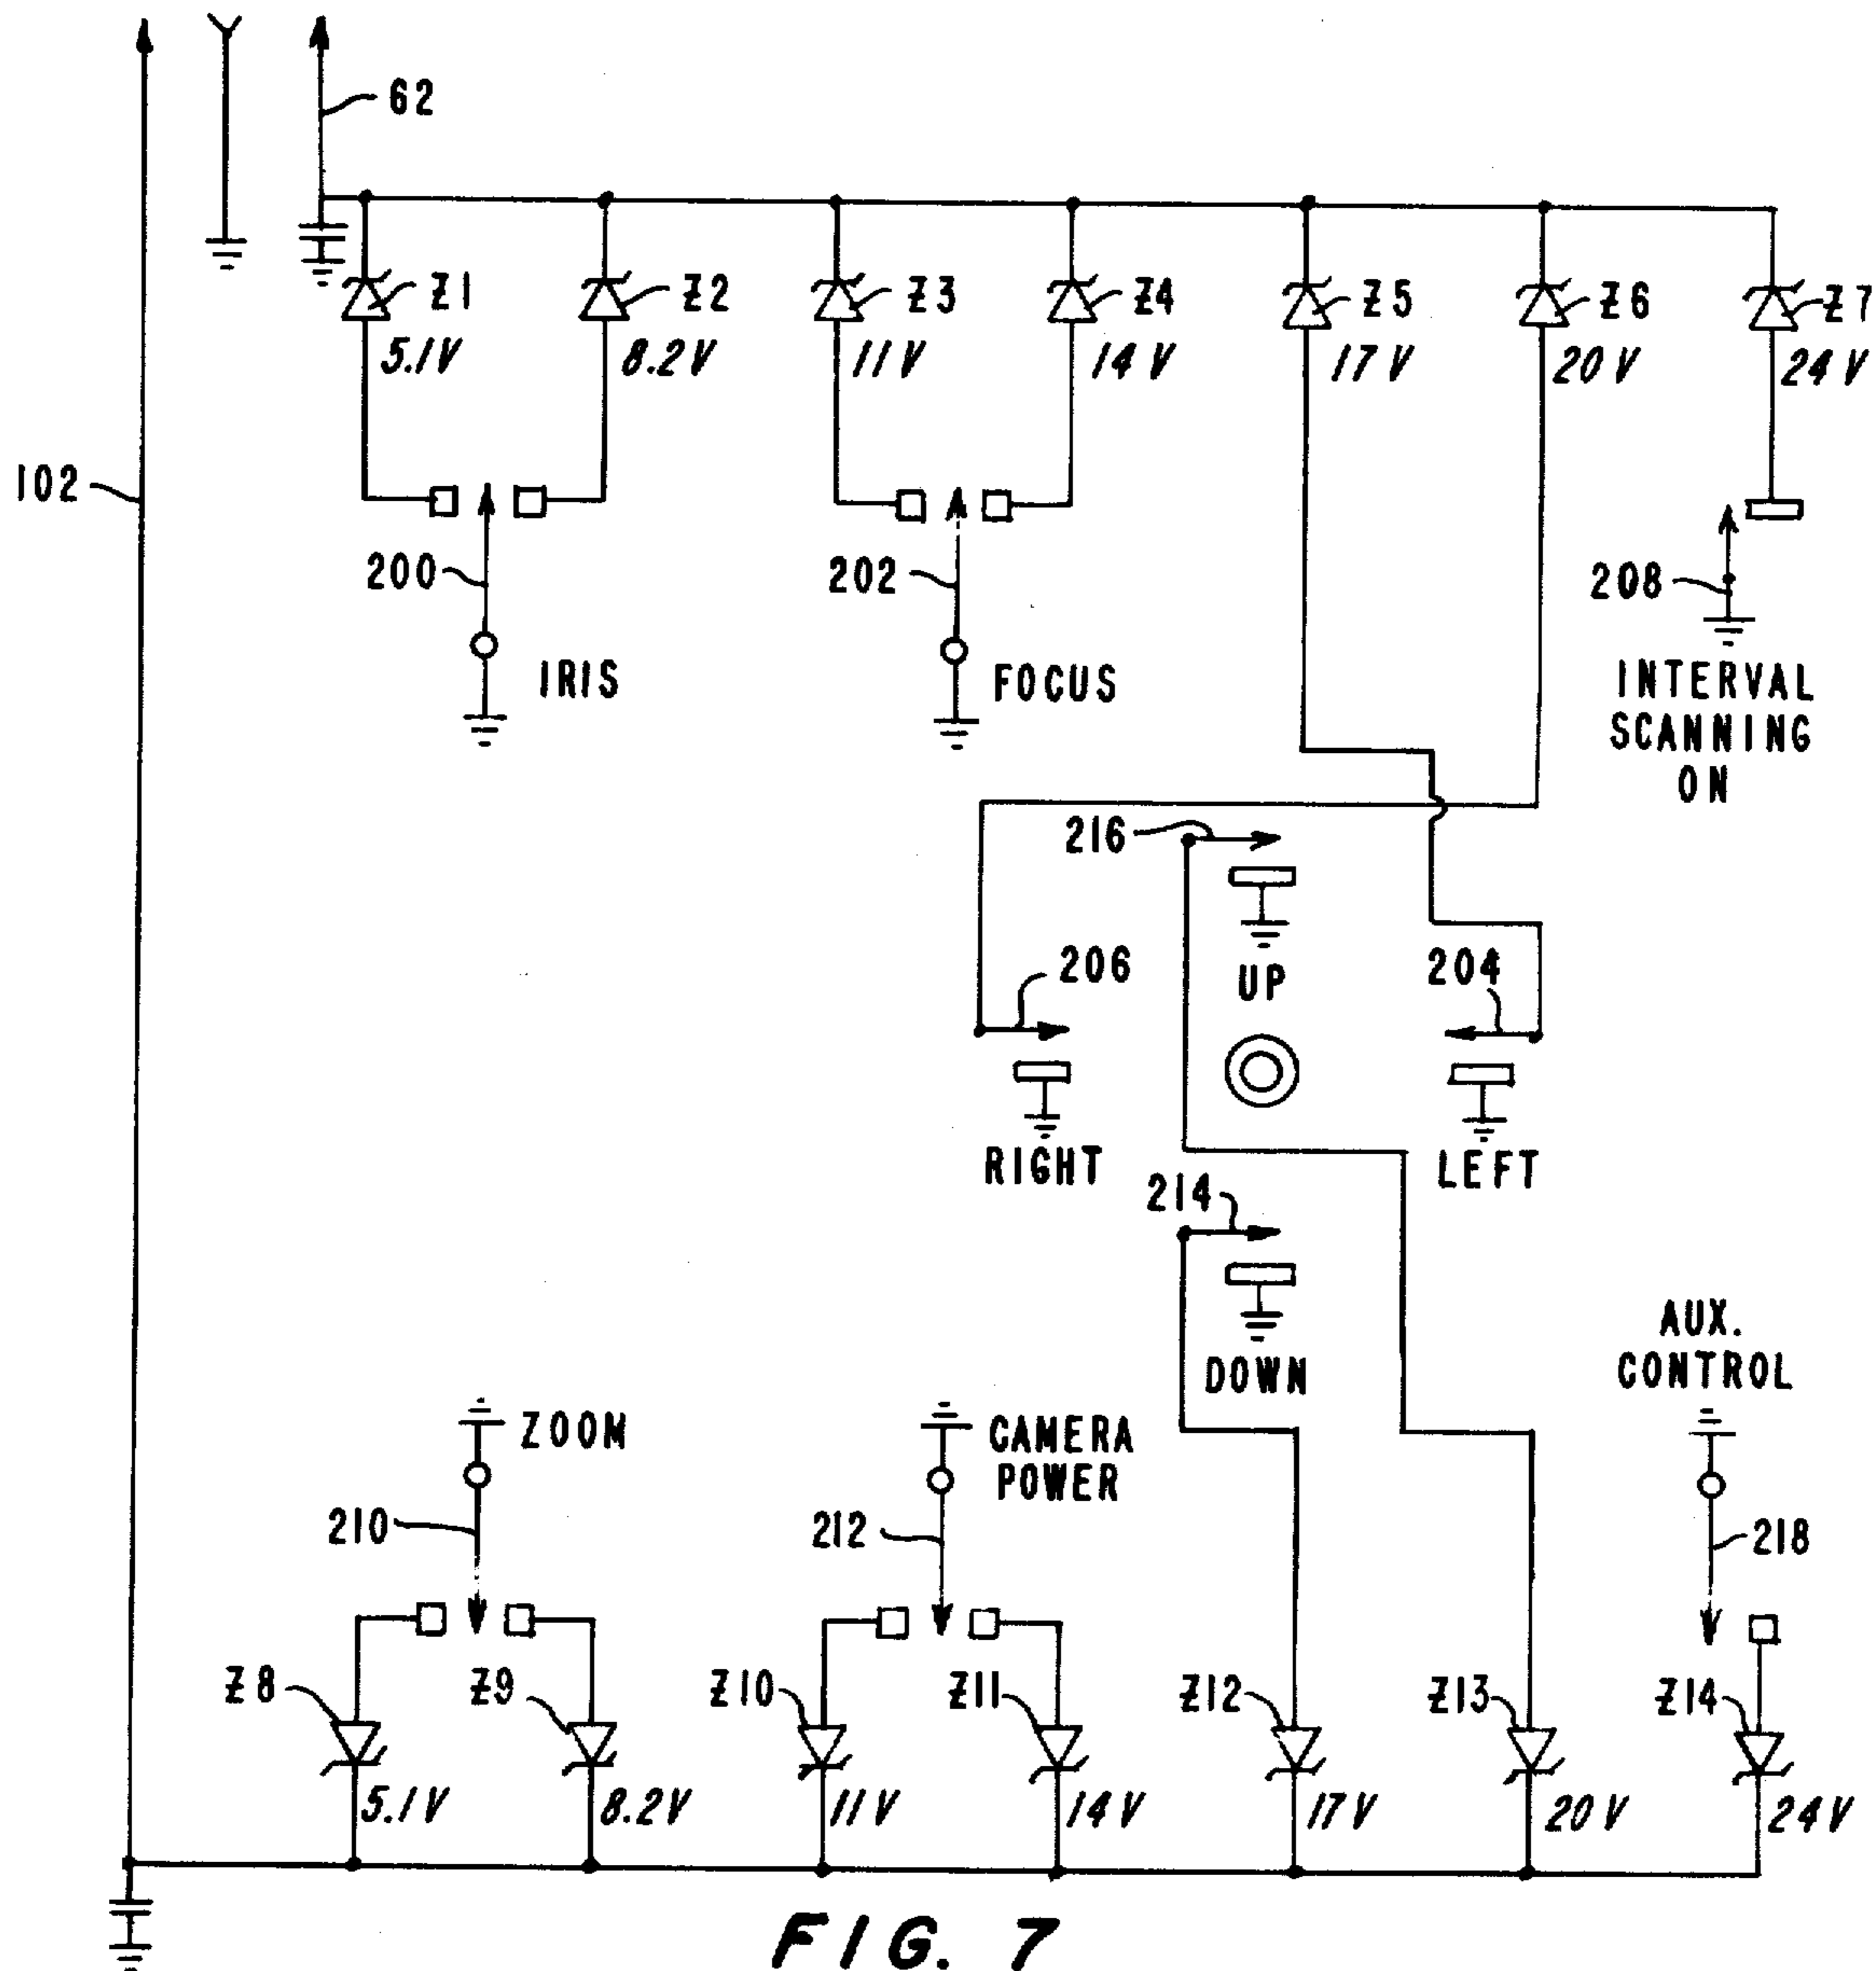 62
Z1
Z2
Z3
Z4
Z5
Z6
Z7
5.1V
8.2V
11V
14V
17V
20V
24V
102
200
202
208
IRIS
FOCUS
INTERVAL
SCANNING
ON
216
206
UP
204
RIGHT
LEFT
214
DOWN
AUX.
CONTROL
ZOOM
CAMERA
POWER
210
212
218
Z8
Z9
Z10
Z11
Z12
Z13
Z14
5.1V
8.2V
11V
14V
17V
20V
24V
FIG. 7